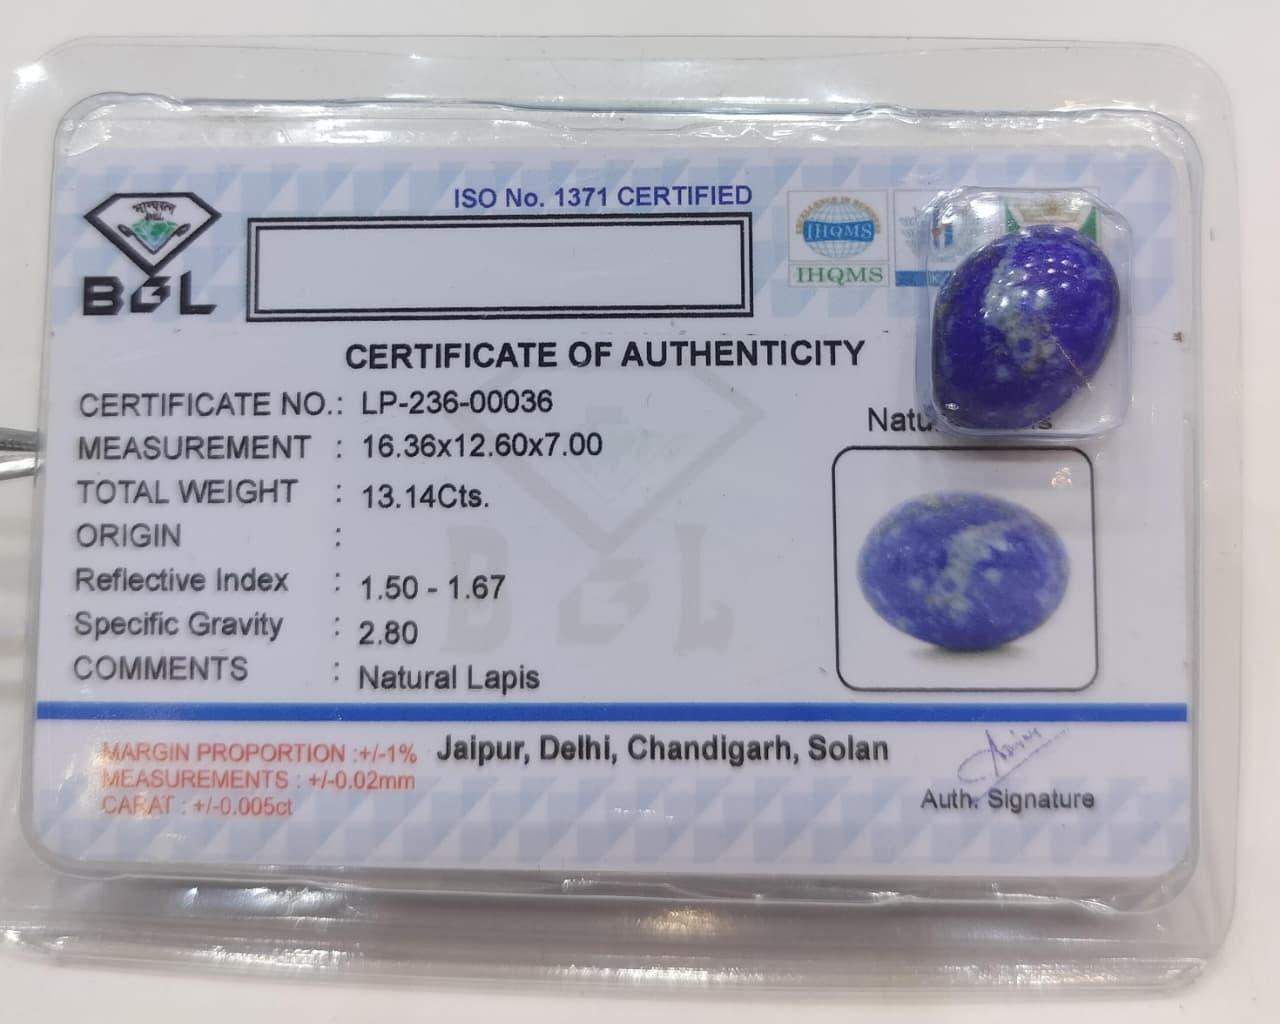 भाग्यरत्न
BGL
ISO No. 1371 CERTIFIED
IHQMS
IHQMS
CERTIFICATE OF AUTHENTICITY
CERTIFICATE NO.: LP-236-00036
MEASUREMENT : 16.36x12.60x7.00
TOTAL WEIGHT : 13.14Cts.
ORIGIN :
Reflective Index : 1.50 - 1.67
Specific Gravity : 2.80
COMMENTS : Natural Lapis
BGL
MARGIN PROPORTION :+/-1%
MEASUREMENTS : +/-0.02mm
CARAT : +/-0.005ct
Jaipur, Delhi, Chandigarh, Solan
Auth. Signature